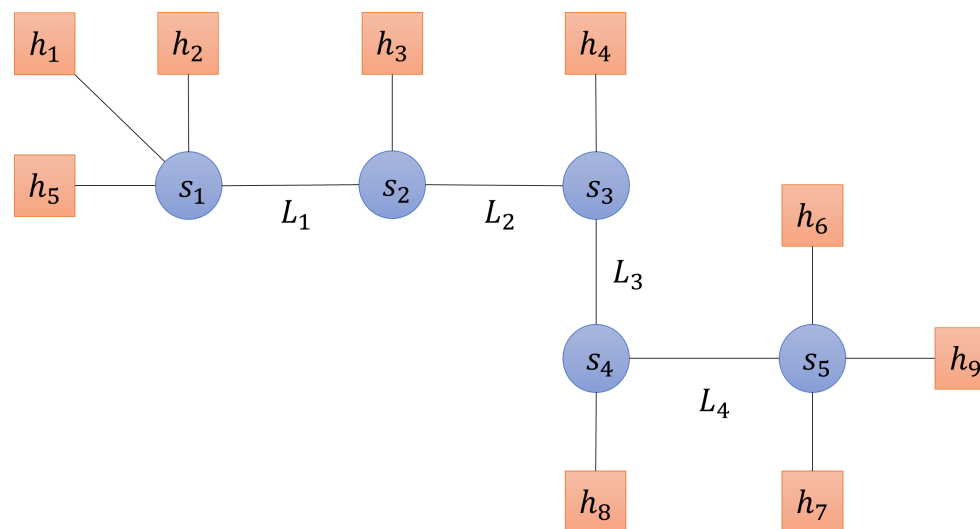 h₁ h₂ h₃ h₄
h₅ s₁ s₂ s₃
L₁ L₂
h₆
L₃
s₄ s₅ h₉
L₄
h₈ h₇